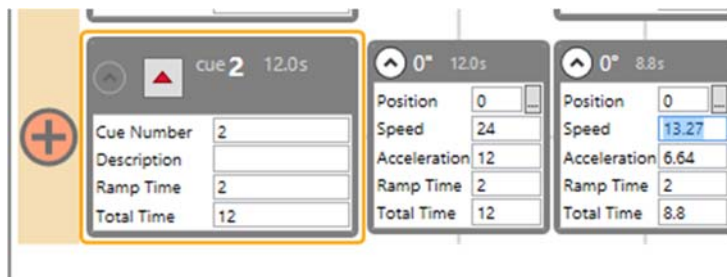 cue 2 12.0s
Cue Number 2
Description
Ramp Time 2
Total Time 12
0" 12.0s
Position 0 ...
Speed 24
Acceleration 12
Ramp Time 2
Total Time 12
0" 8.8s
Position 0 ...
Speed 13.27
Acceleration 6.64
Ramp Time 2
Total Time 8.8